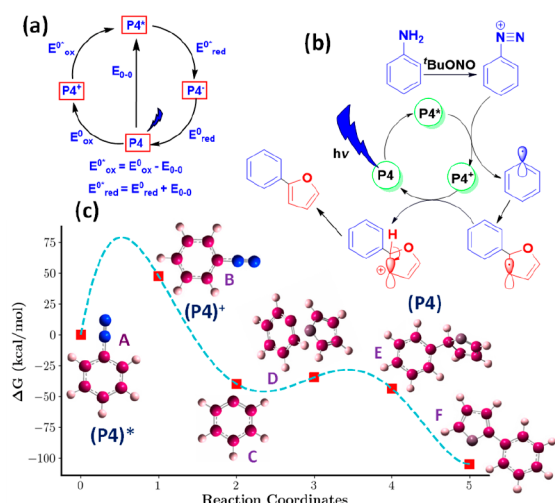 (a)
P4*
E⁰*ox
E⁰*red
E₀₋₀
P4⁺
P4⁻
E⁰ox
P4
E⁰red
E⁰*ox = E⁰ox - E₀₋₀
E⁰*red = E⁰red + E₀₋₀
(b)
NH₂
ᵗBuONO
⊕
N≡N
P4*
hν
P4
P4⁺
O
H
O
⊕
O
(P4)
(c)
ΔG (kcal/mol)
75
50
25
0
-25
-50
-75
-100
A
(P4)*
B
(P4)⁺
C
D
E
F
0
1
2
3
4
5
Reaction Coordinates